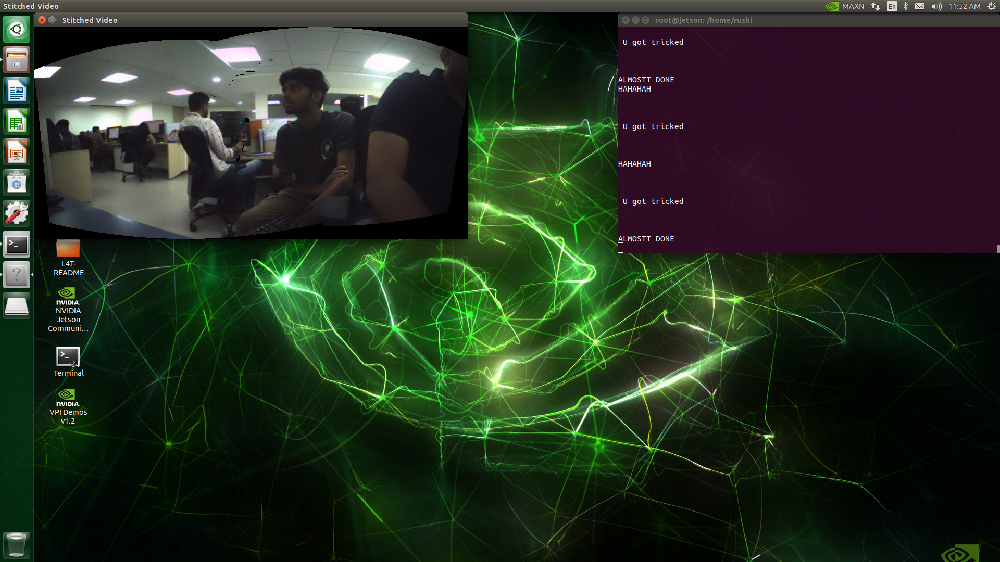 Stitched Video
MAXN
En
11:52 AM
Stitched Video
root@jetson: /home/rushi
U got tricked
ALMOSTT DONE
HAHAHAH
U got tricked
HAHAHAH
U got tricked
ALMOSTT DONE
L4T-
README
NVIDIA.
NVIDIA
Jetson
Communi...
Terminal
NVIDIA.
VPI Demos
v1.2